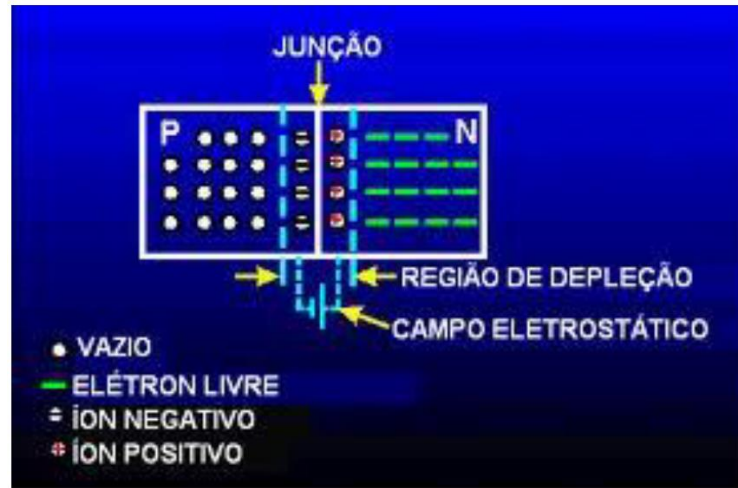 JUNÇÃO
P
N
REGIÃO DE DEPLEÇÃO
CAMPO ELETROSTÁTICO
VAZIO
ELÉTRON LIVRE
ÍON NEGATIVO
ÍON POSITIVO